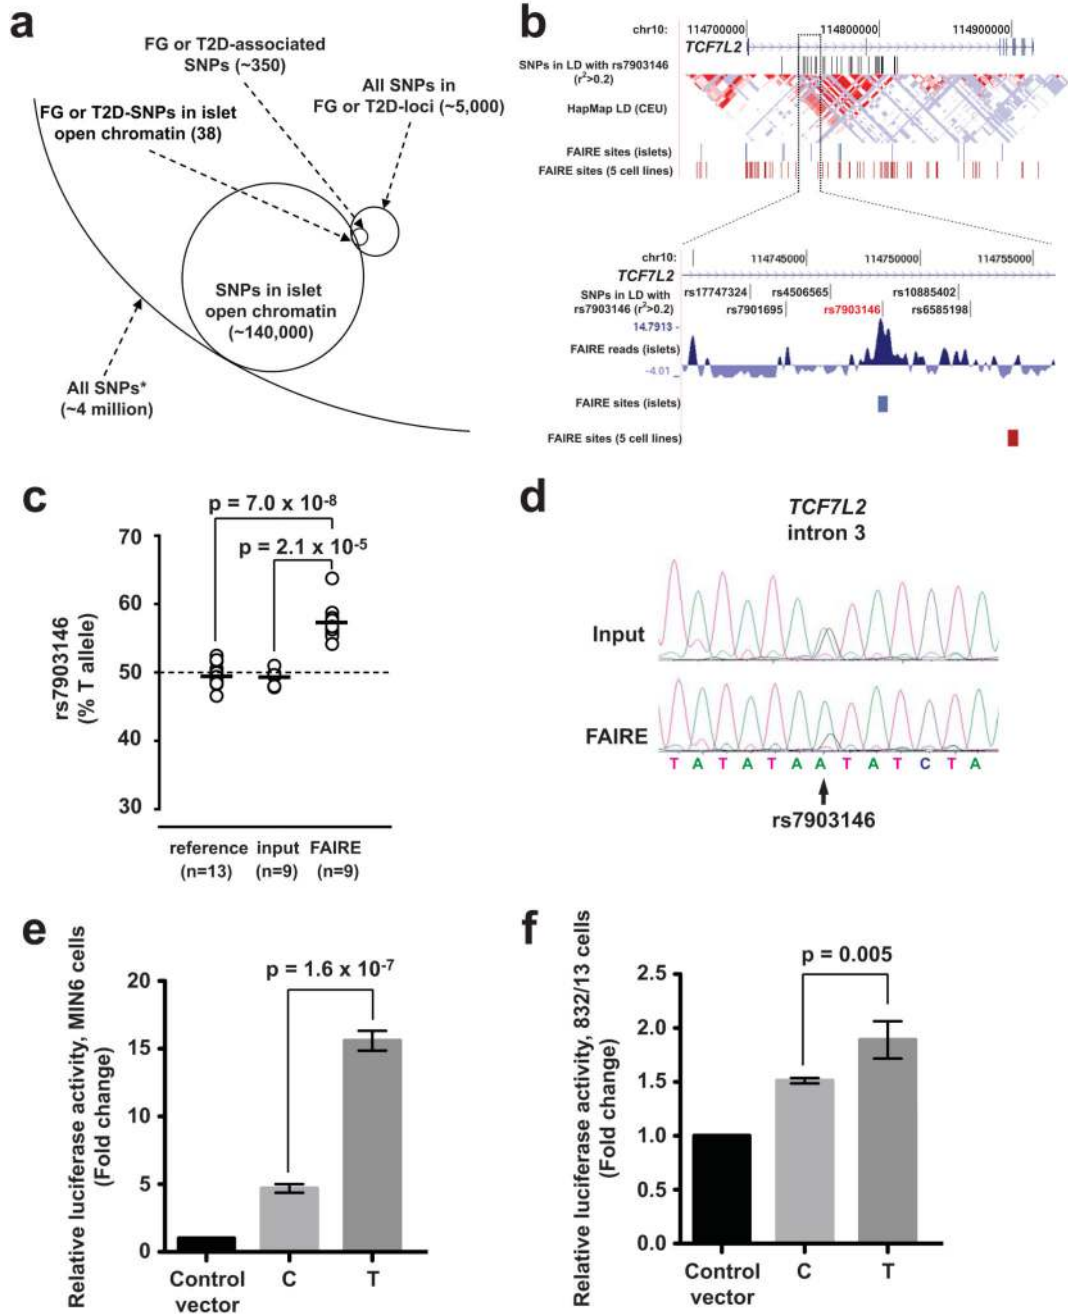 a
FG or T2D-associated
SNPs (~350)
All SNPs in
FG or T2D-loci (~5,000)
FG or T2D-SNPs in islet
open chromatin (38)
SNPs in islet
open chromatin
(~140,000)
All SNPs*
(~4 million)
b
chr10: 114700000 114800000 114900000
TCF7L2
SNPs in LD with rs7903146
(r²>0.2)
HapMap LD (CEU)
FAIRE sites (islets)
FAIRE sites (5 cell lines)
chr10: 114745000 114750000 114755000
TCF7L2
SNPs in LD with
rs7903146 (r²>0.2)
rs17747324 rs4506565 rs10885402
rs7901695 rs7903146 rs6585198
14.7913 -
FAIRE reads (islets)
-4.01 _
FAIRE sites (islets)
FAIRE sites (5 cell lines)
c
p = 7.0 x 10-8
p = 2.1 x 10-5
rs7903146
(% T allele)
70
60
50
40
30
reference input FAIRE
(n=13) (n=9) (n=9)
d
TCF7L2
intron 3
Input
FAIRE
T A T A T A A T A T C T A
rs7903146
e
Relative luciferase activity, MIN6 cells
(Fold change)
p = 1.6 x 10-7
20
15
10
5
0
Control
vector
C
T
f
Relative luciferase activity, 832/13 cells
(Fold change)
p = 0.005
2.5
2.0
1.5
1.0
0.5
0.0
Control
vector
C
T